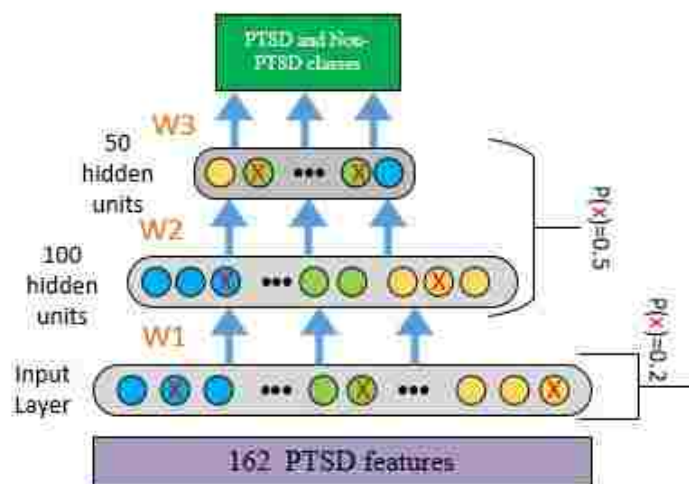 PTSD and Non-
PTSD classes
W3
50
hidden
units
X
X
•••
P(x)=0.5
W2
100
hidden
units
X
•••
X
W1
P(x)=0.2
Input
Layer
X
•••
X
•••
X
162 PTSD features